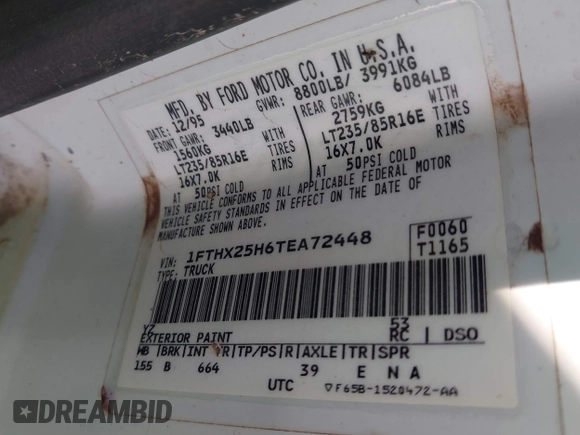 MFD. BY FORD MOTOR CO. IN U.S.A.
DATE: 12/95 GVWR: 8800LB/ 3991KG
FRONT GAWR: 3440LB REAR GAWR: 6084LB
1560KG 2759KG
LT235/85R16E TIRES LT235/85R16E TIRES
16X7.0K RIMS 16X7.0K RIMS
AT 50PSI COLD AT 50PSI COLD
THIS VEHICLE CONFORMS TO ALL APPLICABLE FEDERAL MOTOR
VEHICLE SAFETY STANDARDS IN EFFECT ON THE DATE OF
MANUFACTURE SHOWN ABOVE.
VIN: 1FTHX25H6TEA72448 F0060
TYPE: TRUCK T1165
YZ 53
EXTERIOR PAINT RC DSO
WB BRK INT TR TP/PS R AXLE TR SPR
155 B 664 39 E N A
UTC F65B-1520472-AA
DREAMBID